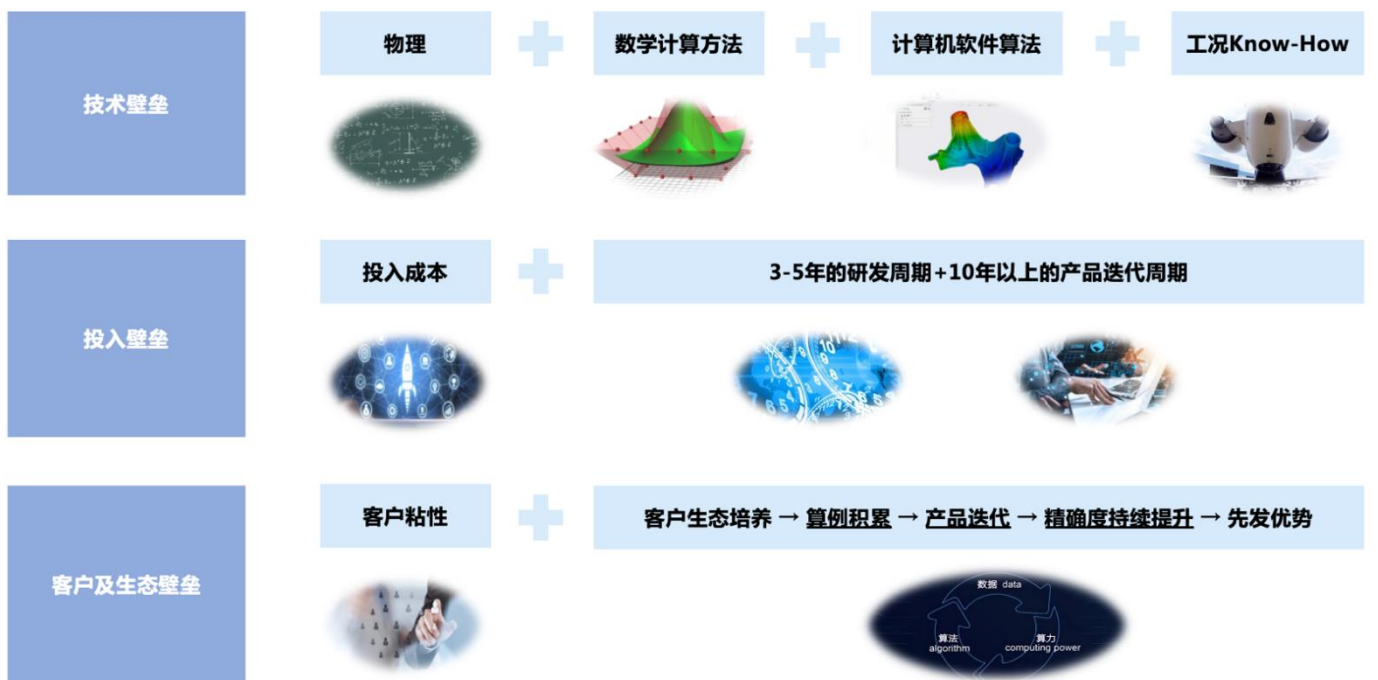 技术壁垒
物理
数学计算方法
计算机软件算法
工况Know-How
投入壁垒
投入成本
3-5年的研发周期+10年以上的产品迭代周期
客户及生态壁垒
客户粘性
客户生态培养 → 算例积累 → 产品迭代 → 精确度持续提升 → 先发优势
数据 data
算法
algorithm
算力
computing power